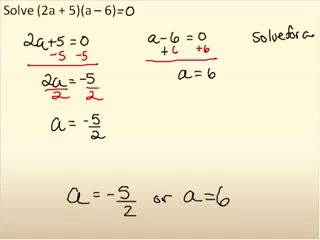 Solve (2a + 5)(a – 6)=0
2a+5=0
-5 -5
2a = -5
2 2
a = -5/2
a-6 = 0
+6 +6
a = 6
solve for a
a = -5/2 or a=6